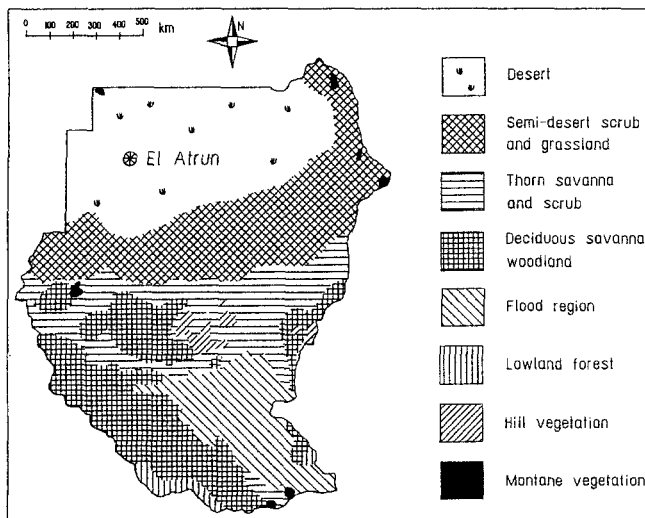 0 100 200 300 400 500
km
N
El Atrun
Desert
Semi-desert scrub
and grassland
Thorn savanna
and scrub
Deciduous savanna
woodland
Flood region
Lowland forest
Hill vegetation
Montane vegetation